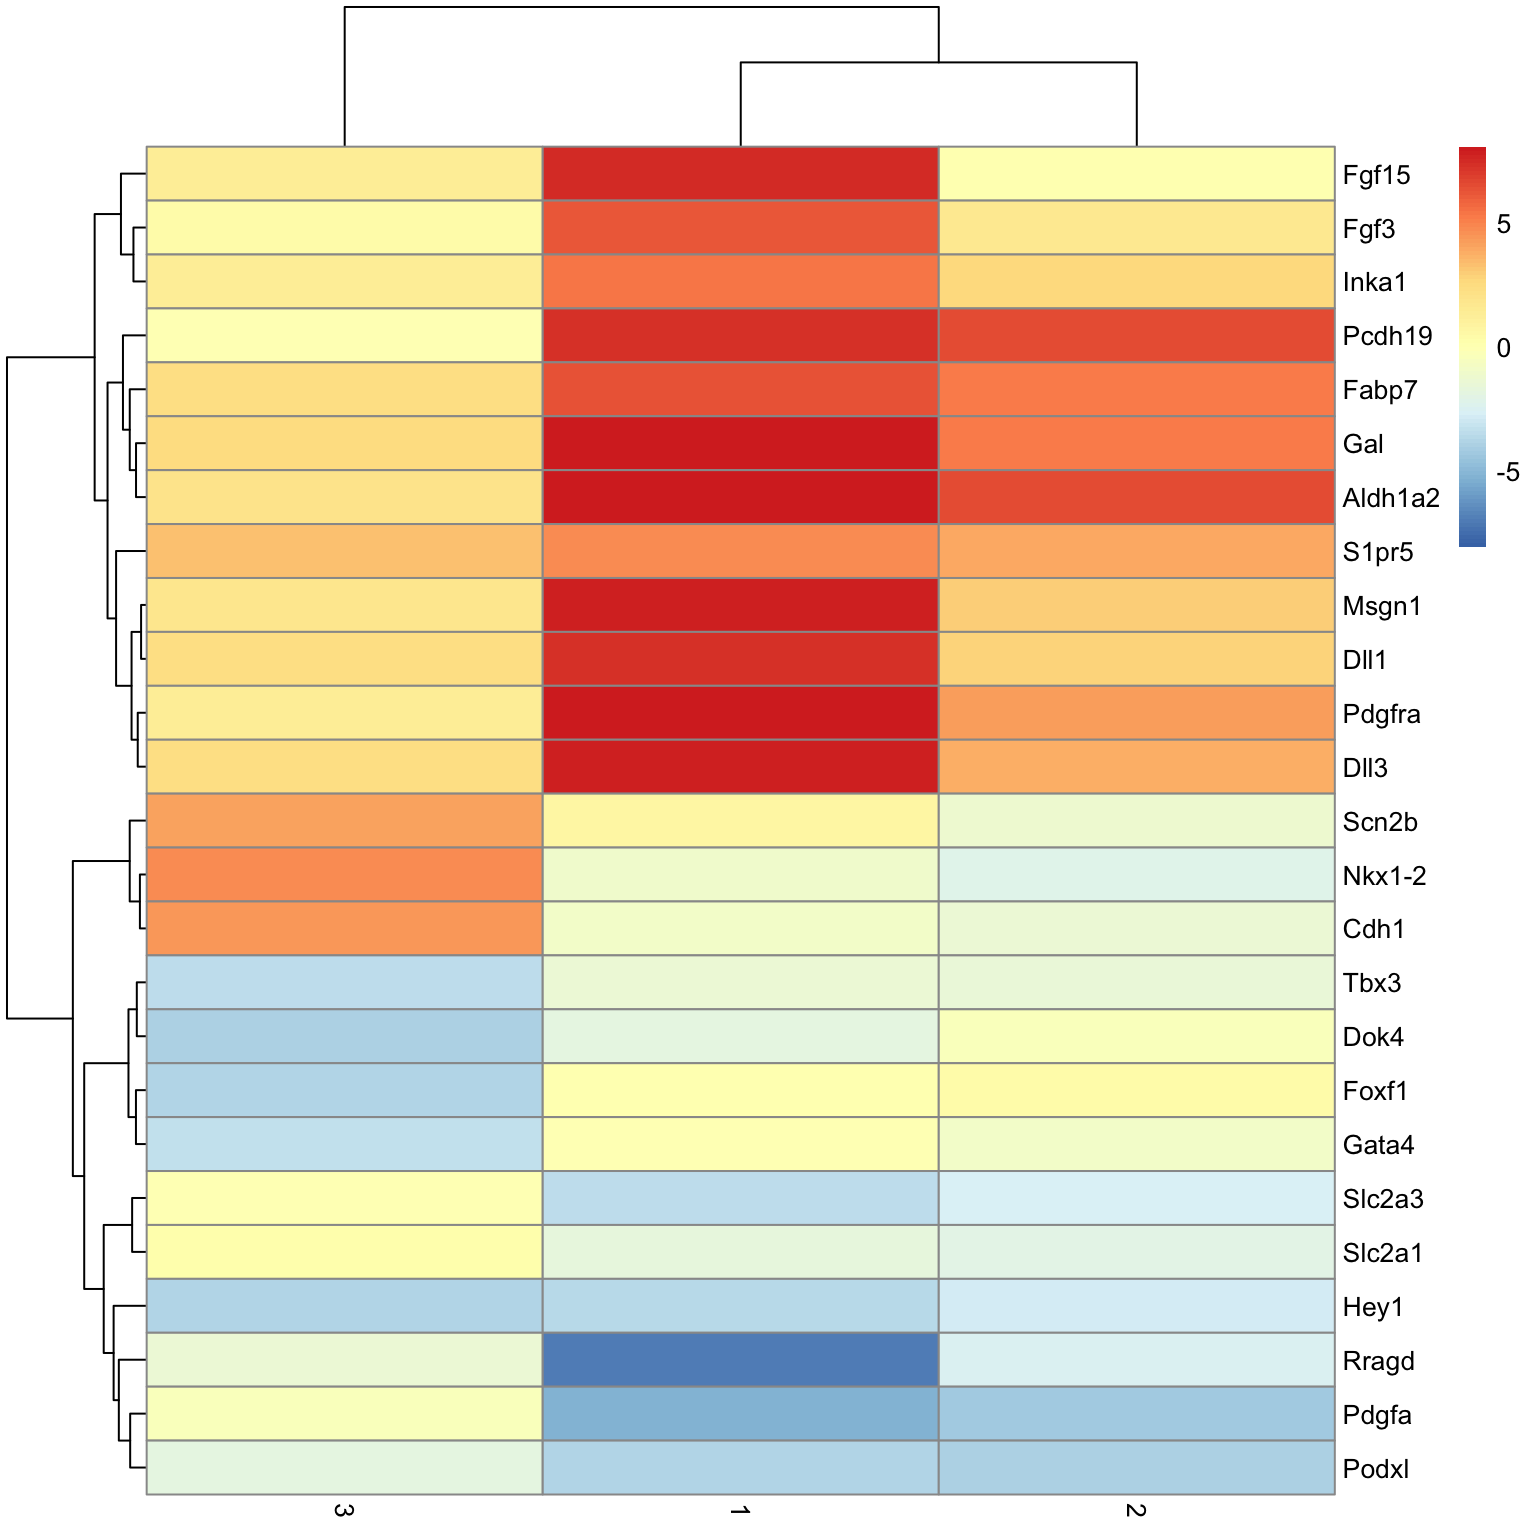 Fgf15
Fgf3
Inka1
Pcdh19
Fabp7
Gal
Aldh1a2
S1pr5
Msgn1
Dll1
Pdgfra
Dll3
Scn2b
Nkx1-2
Cdh1
Tbx3
Dok4
Foxf1
Gata4
Slc2a3
Slc2a1
Hey1
Rragd
Pdgfa
Podxl
5
0
-5
3
1
2